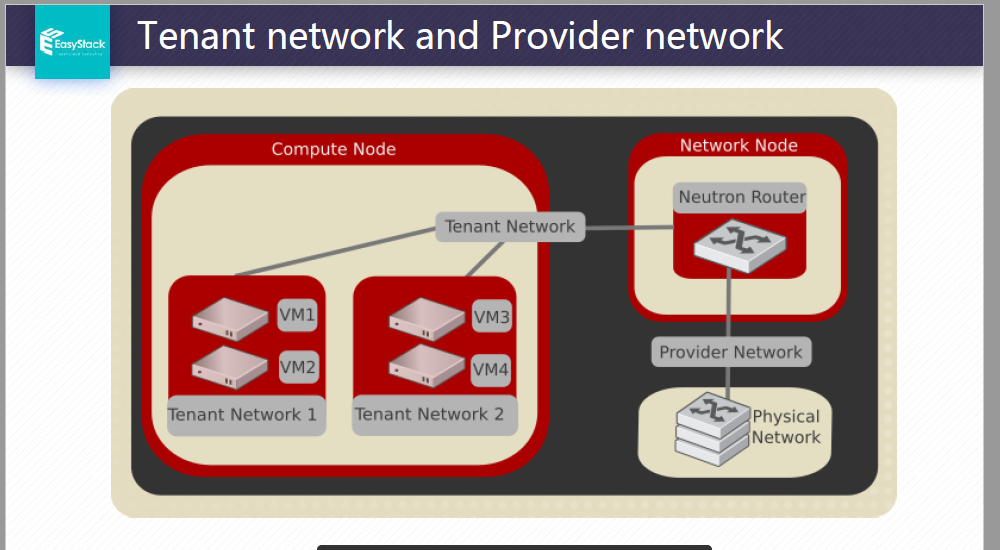 EasyStack
Tenant network and Provider network
Compute Node
Network Node
Neutron Router
Tenant Network
VM1
VM3
VM2
VM4
Provider Network
Tenant Network 1
Tenant Network 2
Physical
Network